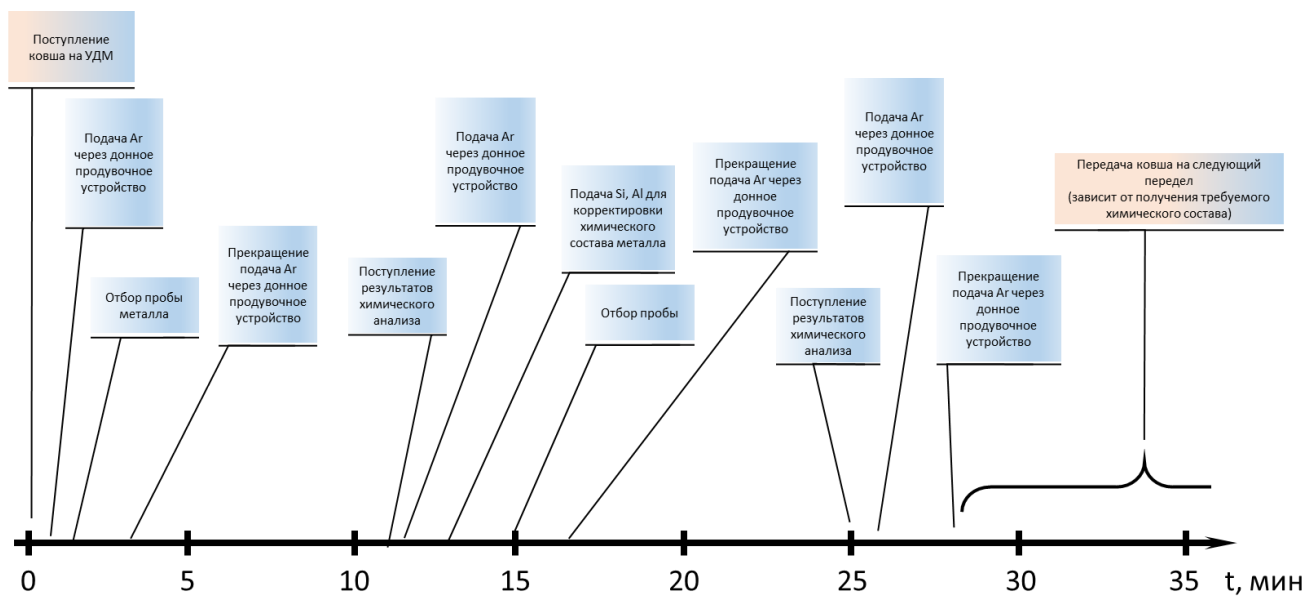 Поступление
ковша на УДМ
Подача Ar
через донное
продувочное
устройство
Отбор пробы
металла
Прекращение
подача Ar через
донное
продувочное
устройство
Поступление
результатов
химического
анализа
Подача Ar
через донное
продувочное
устройство
Подача Si, Al для
корректировки
химического
состава металла
Отбор пробы
Прекращение
подача Ar через
донное
продувочное
устройство
Поступление
результатов
химического
анализа
Подача Ar
через донное
продувочное
устройство
Прекращение
подача Ar через
донное
продувочное
устройство
Передача ковша на следующий
передел
(зависит от получения требуемого
химического состава)
0 5 10 15 20 25 30 35 t, мин